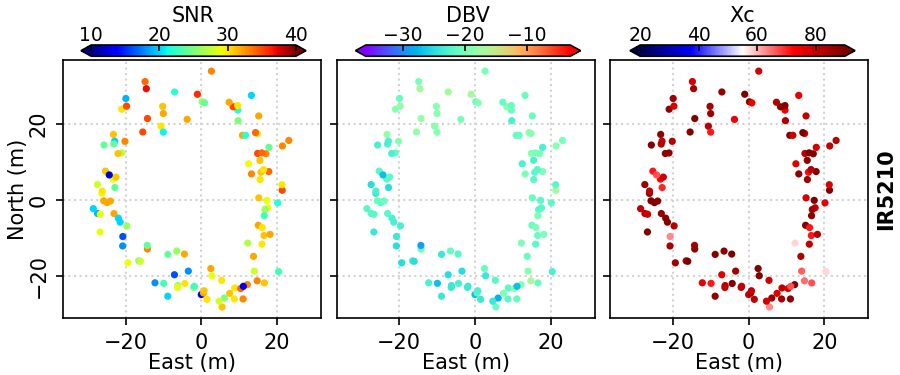 SNR DBV Xc
10 20 30 40 −30 −20 −10 20 40 60 80
North (m)
20
0
−20
IR5210
−20 0 20 −20 0 20 −20 0 20
East (m) East (m) East (m)